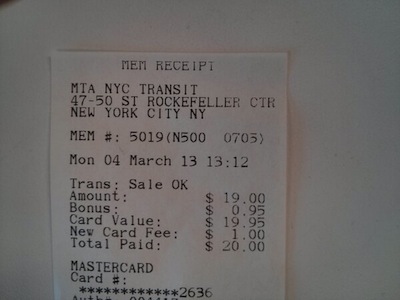 MEM RECEIPT
MTA NYC TRANSIT
47-50 ST ROCKEFELLER CTR
NEW YORK CITY NY
MEM #: 5019(N500 0703)
Mon 04 March 13 13:12
Trans: Sale OK
Amount: $ 19.00
Bonus: $ 0.95
Card Value: $ 19.95
New Card Fee: $ 1.00
Total Paid: $ 20.00
MASTERCARD
Card #:
************2636